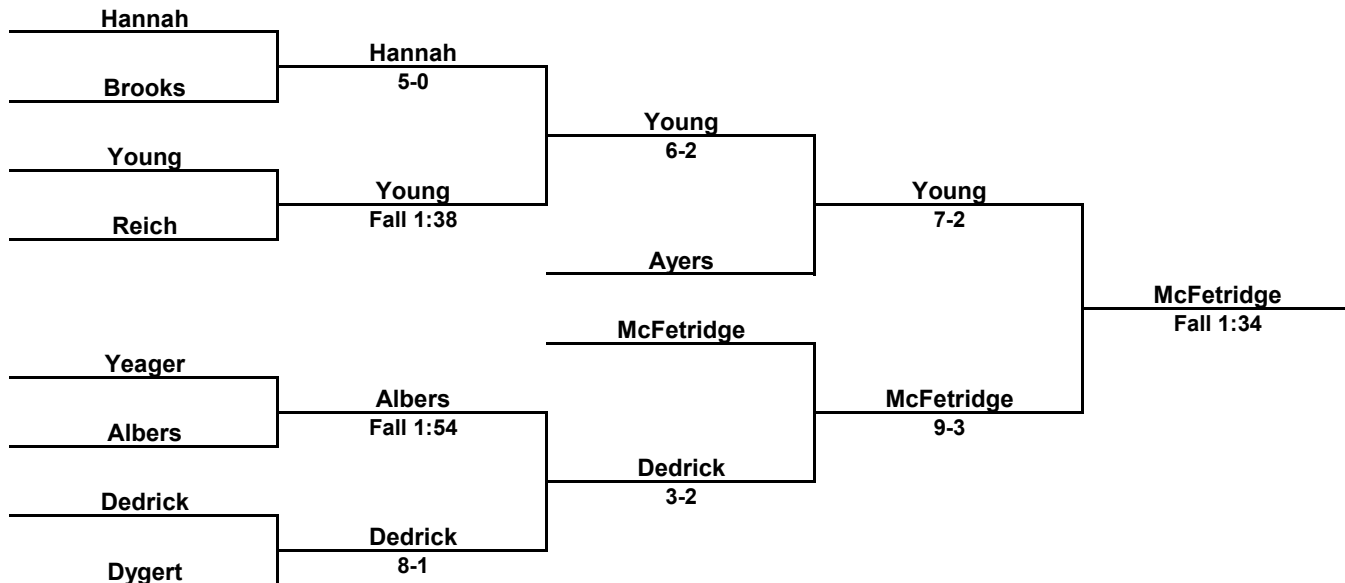 Hannah
Hannah
5-0
Brooks
Young
6-2
Young
Young
Fall 1:38
Young
7-2
Reich
Ayers
McFetridge
Fall 1:34
McFetridge
Yeager
Albers
Fall 1:54
McFetridge
9-3
Albers
Dedrick
3-2
Dedrick
Dedrick
8-1
Dygert